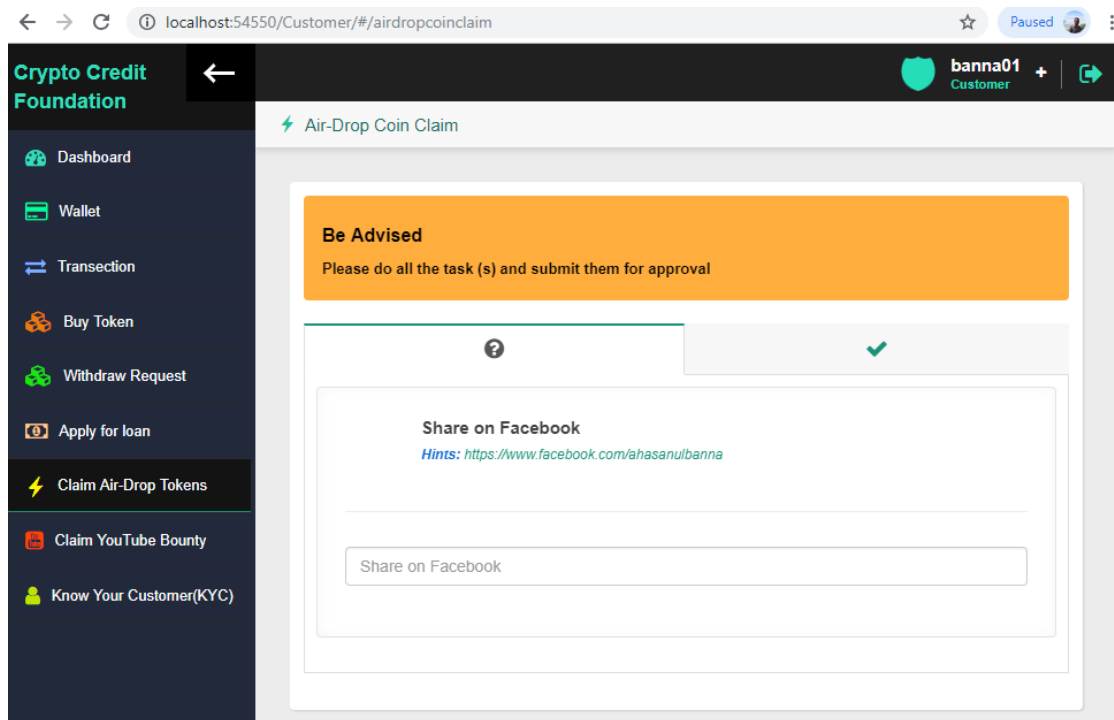 localhost:54550/Customer/#/airdropcoinclaim
Paused
Crypto Credit
Foundation
banna01
Customer
Air-Drop Coin Claim
Dashboard
Wallet
Transection
Buy Token
Withdraw Request
Apply for loan
Claim Air-Drop Tokens
Claim YouTube Bounty
Know Your Customer(KYC)
Be Advised
Please do all the task (s) and submit them for approval
Share on Facebook
Hints: https://www.facebook.com/ahasanulbanna
Share on Facebook